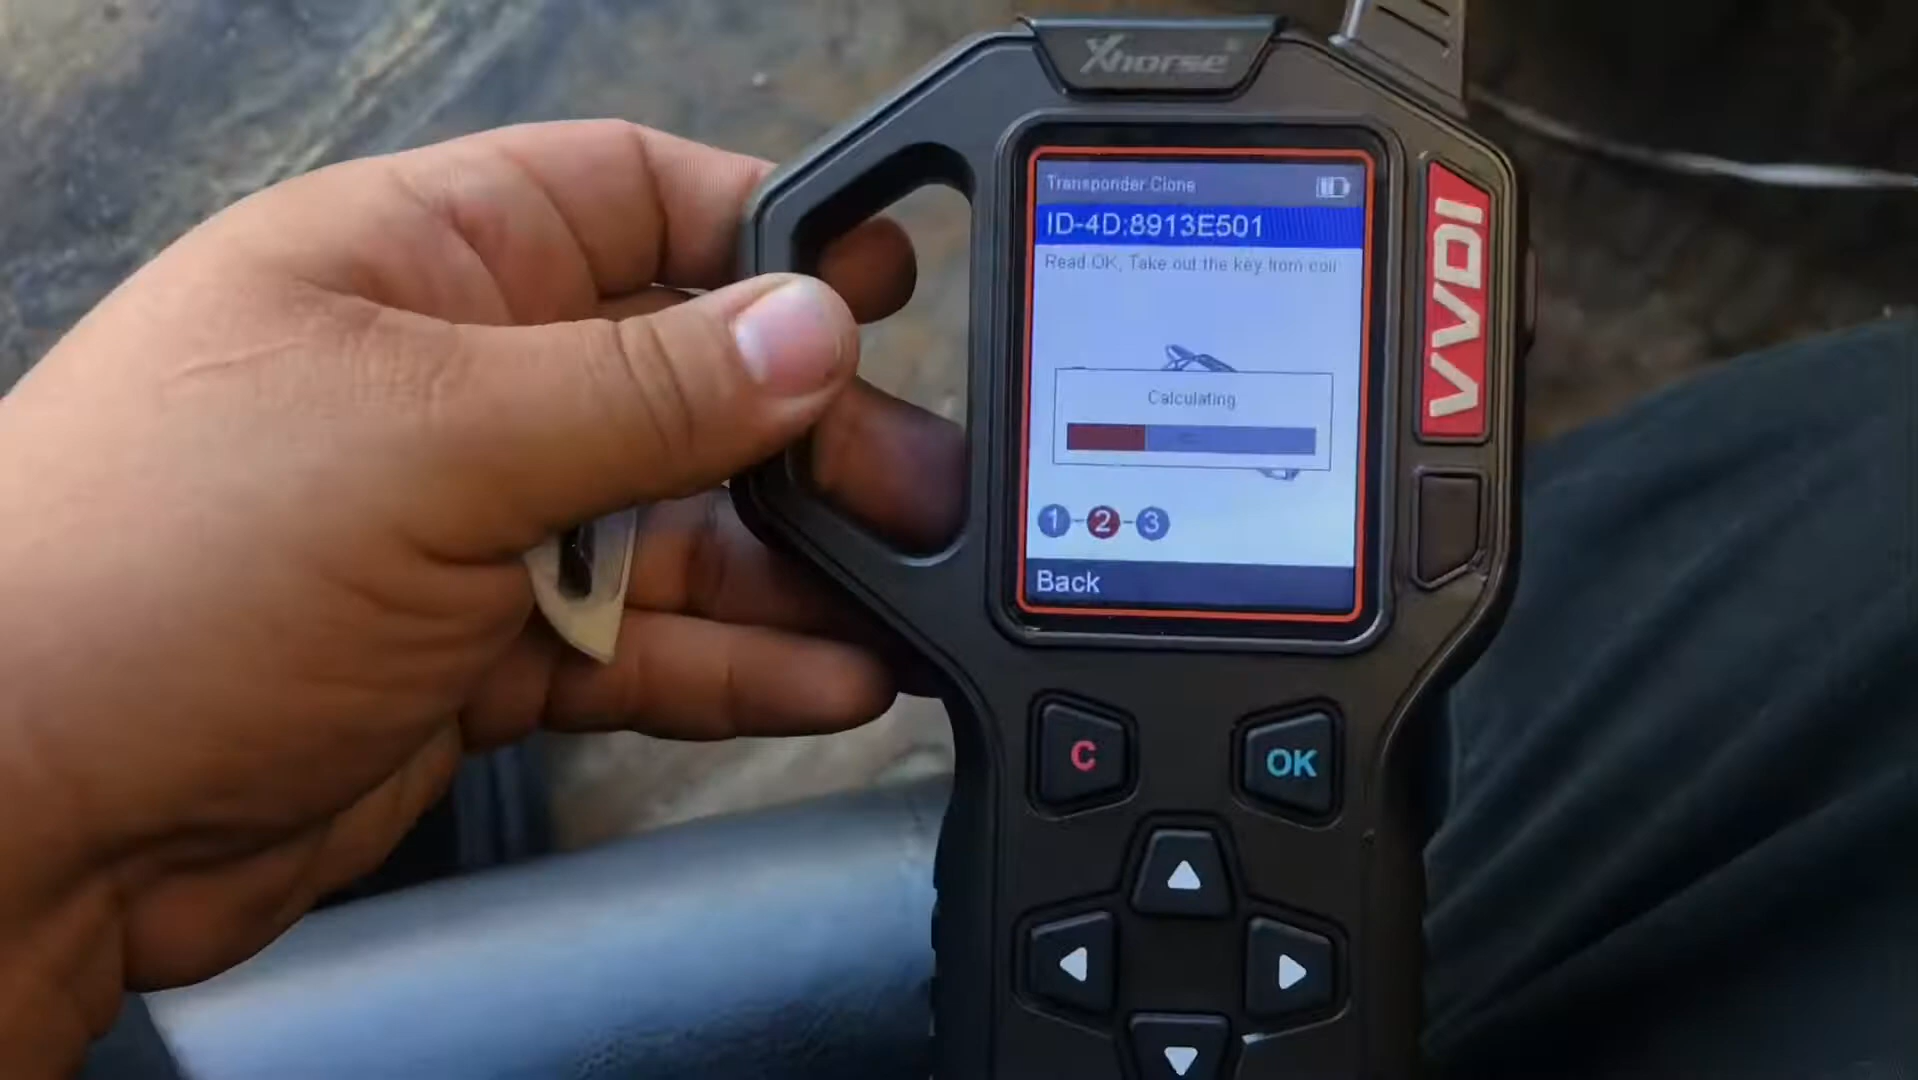 Xhorse
Transponder Clone
ID-4D:8913E501
Read OK, Take out the key from coil
Calculating
1-2-3
Back
VVDI
C
OK